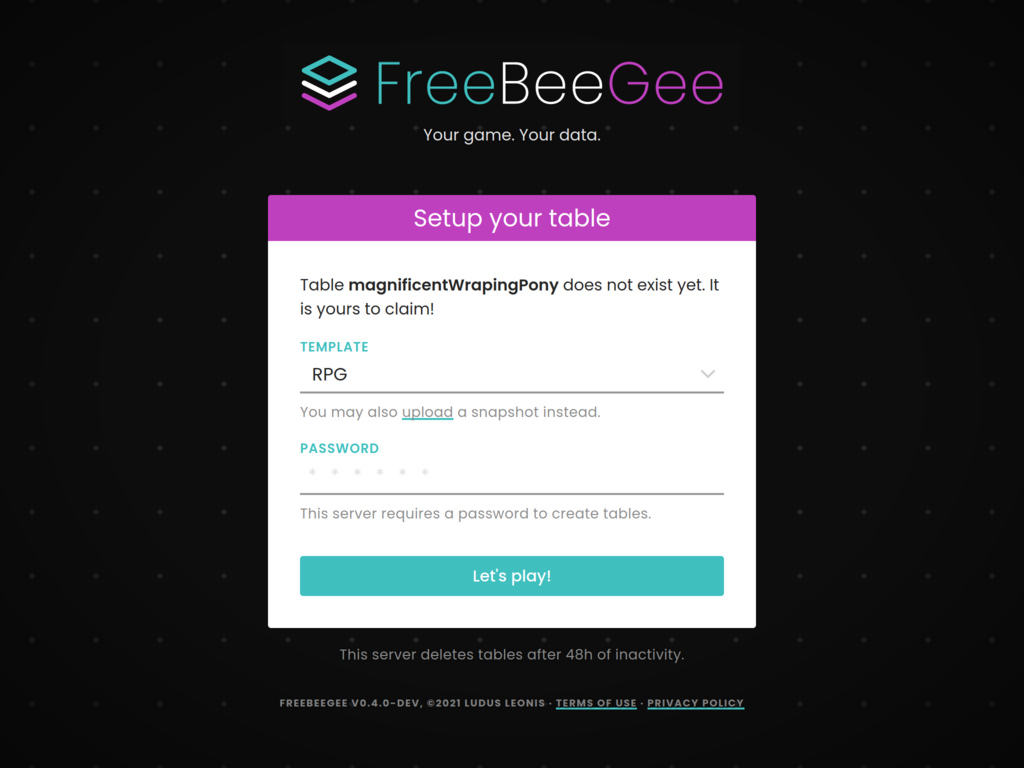 FreeBeeGee
Your game. Your data.
Setup your table
Table magnificentWrapingPony does not exist yet. It
is yours to claim!
TEMPLATE
RPG
You may also upload a snapshot instead.
PASSWORD
* * * * * *
This server requires a password to create tables.
Let's play!
This server deletes tables after 48h of inactivity.
FREEBEEGEE V0.4.0-DEV, ©2021 LUDUS LEONIS · TERMS OF USE · PRIVACY POLICY